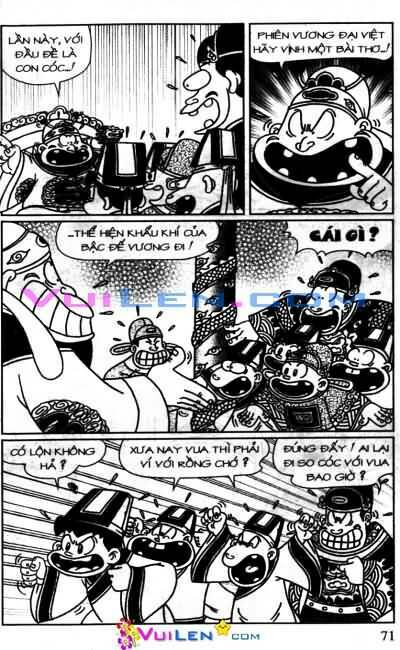 LẦN NÀY, VỚI
ĐẦU ĐỀ LÀ
CON CÓC..!
PHIÊN VƯƠNG ĐẠI VIỆT
HÃY VỊNH MỘT BÀI THƠ..!
..THỂ HIỆN KHẨU KHÍ CỦA
BẬC ĐẾ VƯƠNG ĐI !
GÁI GÌ ?
VUILEN.COM
CÓ LỘN KHÔNG
HẢ ?
XƯA NAY VUA THÌ PHẢI
VÍ VỚI RỒNG CHỚ ?
ĐÚNG ĐẤY ! AI LẠI
ĐI SO CÓC VỚI VUA
BAO GIỜ ?
VUILEN.COM
71